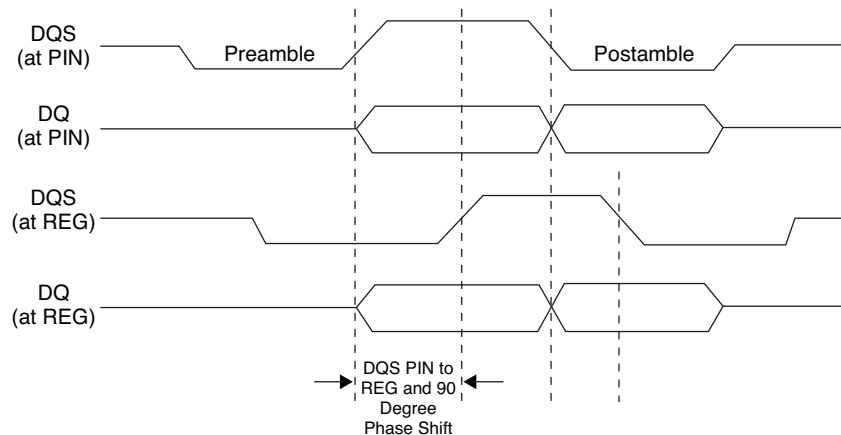 DQS
(at PIN)
Preamble
Postamble
DQ
(at PIN)
DQS
(at REG)
DQ
(at REG)
DQS PIN to
REG and 90
Degree
Phase Shift